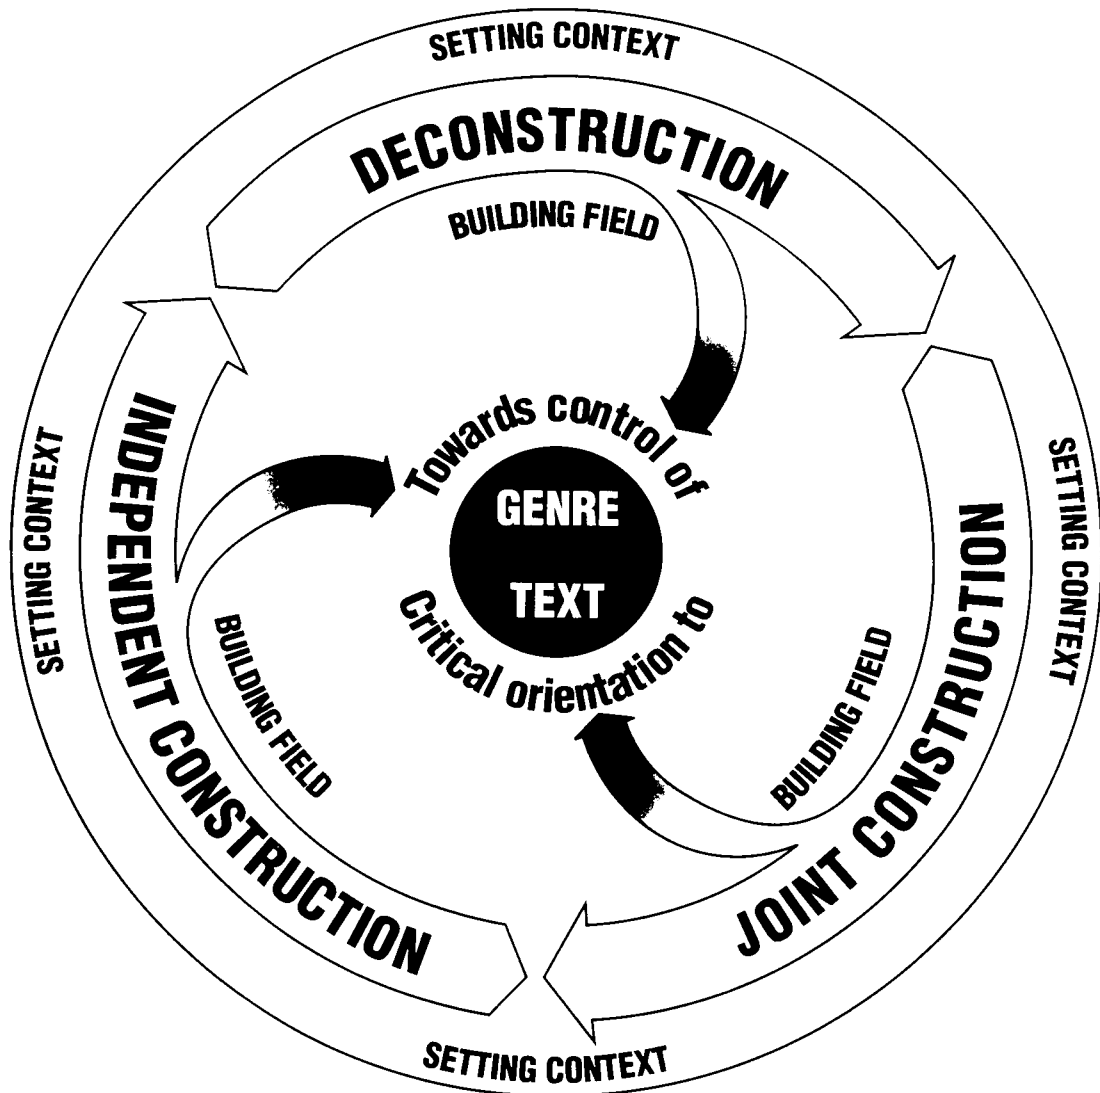 SETTING CONTEXT
DECONSTRUCTION
BUILDING FIELD
Towards control of
GENRE
TEXT
Critical orientation to
INDEPENDENT CONSTRUCTION
SETTING CONTEXT
BUILDING FIELD
JOINT CONSTRUCTION
SETTING CONTEXT
BUILDING FIELD
SETTING CONTEXT